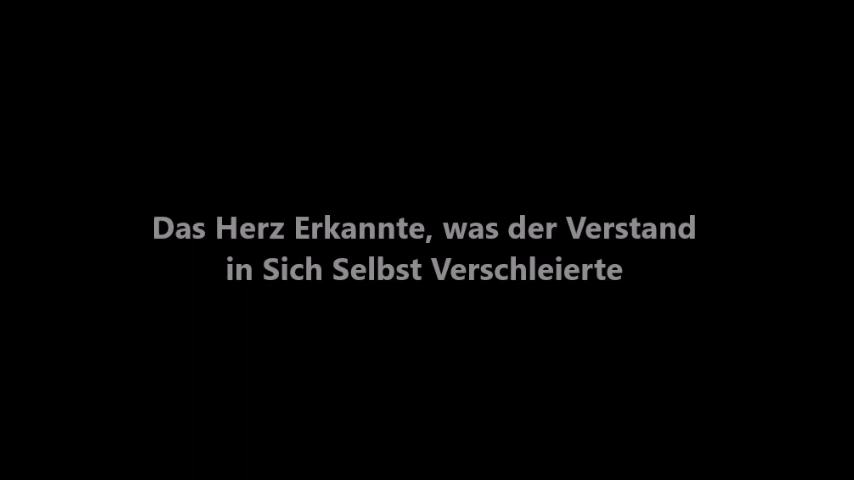 Das Herz Erkannte, was der Verstand
in Sich Selbst Verschleierte